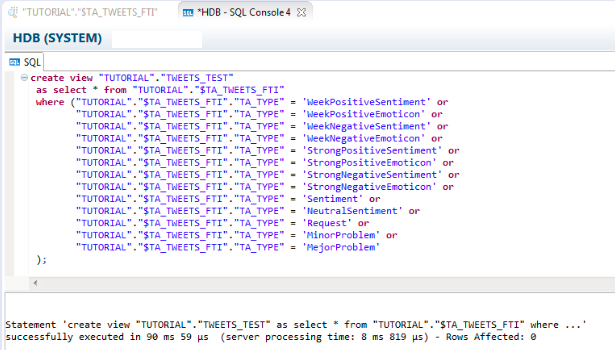 "TUTORIAL"."$TA_TWEETS_FTI" *HDB - SQL Console 4
HDB (SYSTEM)
SQL
create view "TUTORIAL"."TWEETS_TEST"
as select * from "TUTORIAL"."$TA_TWEETS_FTI"
where ("TUTORIAL"."$TA_TWEETS_FTI"."TA_TYPE" = 'WeekPositiveSentiment' or
"TUTORIAL"."$TA_TWEETS_FTI"."TA_TYPE" = 'WeekPositiveEmoticon' or
"TUTORIAL"."$TA_TWEETS_FTI"."TA_TYPE" = 'WeekNegativeSentiment' or
"TUTORIAL"."$TA_TWEETS_FTI"."TA_TYPE" = 'WeekNegativeEmoticon' or
"TUTORIAL"."$TA_TWEETS_FTI"."TA_TYPE" = 'StrongPositiveSentiment' or
"TUTORIAL"."$TA_TWEETS_FTI"."TA_TYPE" = 'StrongPositiveEmoticon' or
"TUTORIAL"."$TA_TWEETS_FTI"."TA_TYPE" = 'StrongNegativeSentiment' or
"TUTORIAL"."$TA_TWEETS_FTI"."TA_TYPE" = 'StrongNegativeEmoticon' or
"TUTORIAL"."$TA_TWEETS_FTI"."TA_TYPE" = 'Sentiment' or
"TUTORIAL"."$TA_TWEETS_FTI"."TA_TYPE" = 'NeutralSentiment' or
"TUTORIAL"."$TA_TWEETS_FTI"."TA_TYPE" = 'Request' or
"TUTORIAL"."$TA_TWEETS_FTI"."TA_TYPE" = 'MinorProblem' or
"TUTORIAL"."$TA_TWEETS_FTI"."TA_TYPE" = 'MejorProblem'
);
Statement 'create view "TUTORIAL"."TWEETS_TEST" as select * from "TUTORIAL"."$TA_TWEETS_FTI" where ...'
successfully executed in 90 ms 59 µs (server processing time: 8 ms 819 µs) - Rows Affected: 0